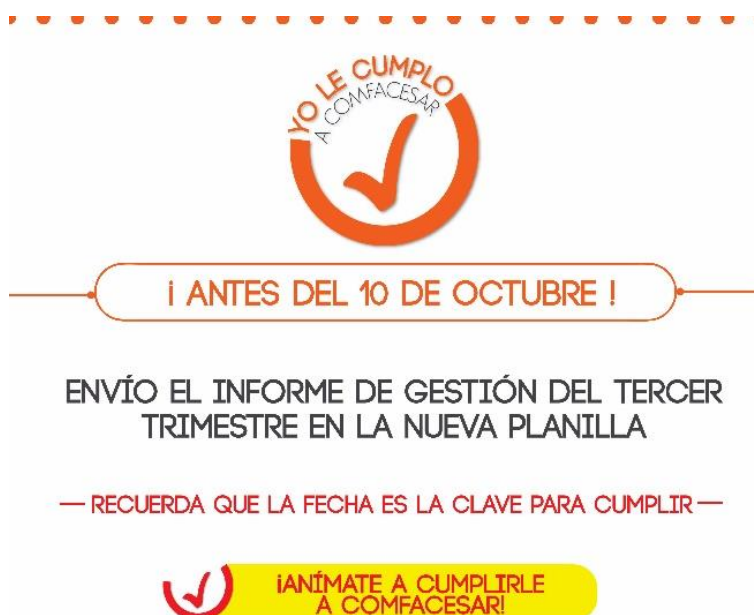 YO LE CUMPLO
A COMFACESAR
¡ ANTES DEL 10 DE OCTUBRE !
ENVÍO EL INFORME DE GESTIÓN DEL TERCER
TRIMESTRE EN LA NUEVA PLANILLA
— RECUERDA QUE LA FECHA ES LA CLAVE PARA CUMPLIR —
¡ANÍMATE A CUMPLIRLE
A COMFACESAR!